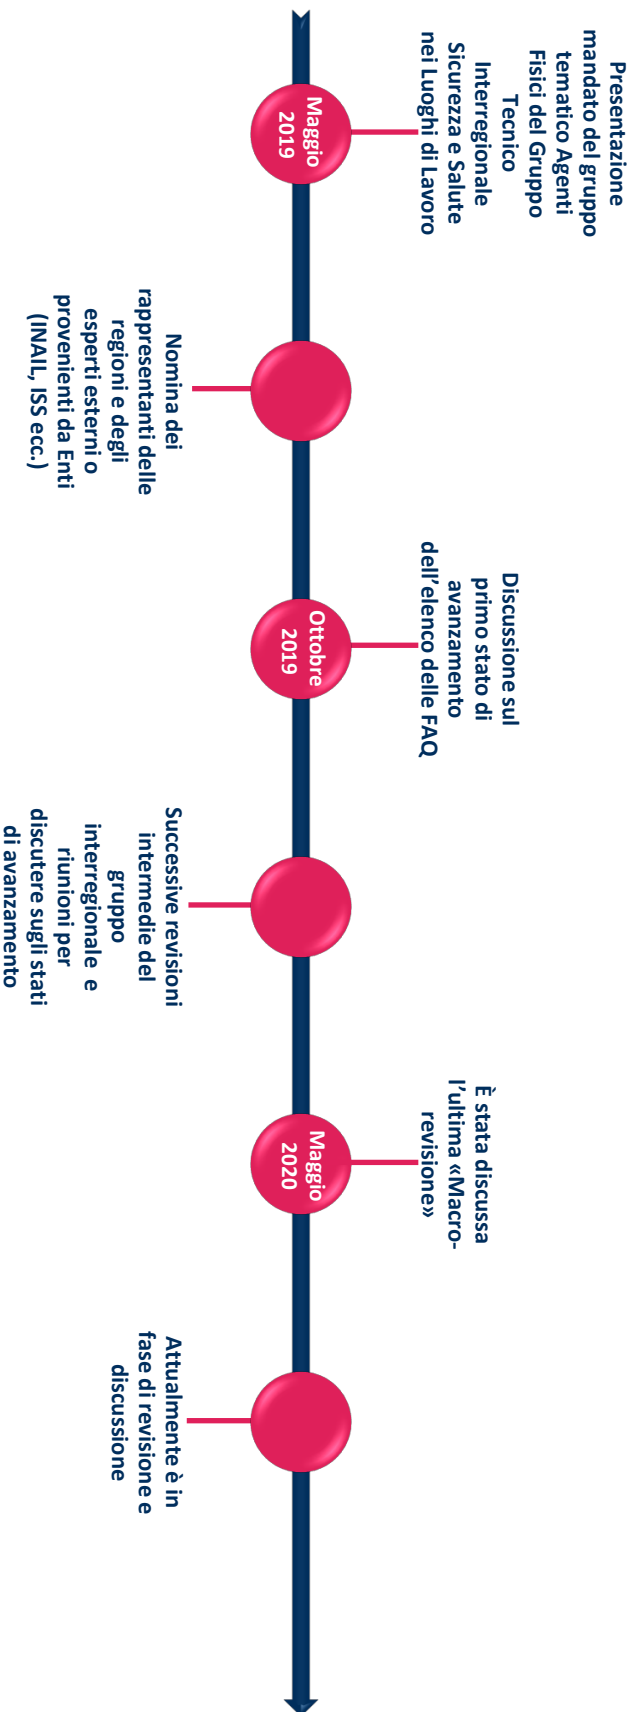 Presentazione
mandato del gruppo
tematico Agenti
Fisici del Gruppo
Tecnico
Interregionale
Sicurezza e Salute
nei Luoghi di Lavoro
Maggio
2019
Nomina dei
rappresentanti delle
regioni e degli
esperti esterni o
provenienti da Enti
(INAIL, ISS ecc.)
Discussione sul
primo stato di
avanzamento
dell'elenco delle FAQ
Ottobre
2019
Successive revisioni
intermedie del
gruppo
interregionale e
riunioni per
discutere sugli stati
di avanzamento
È stata discussa
l'ultima «Macro-
revisione»
Maggio
2020
Attualmente è in
fase di revisione e
discussione